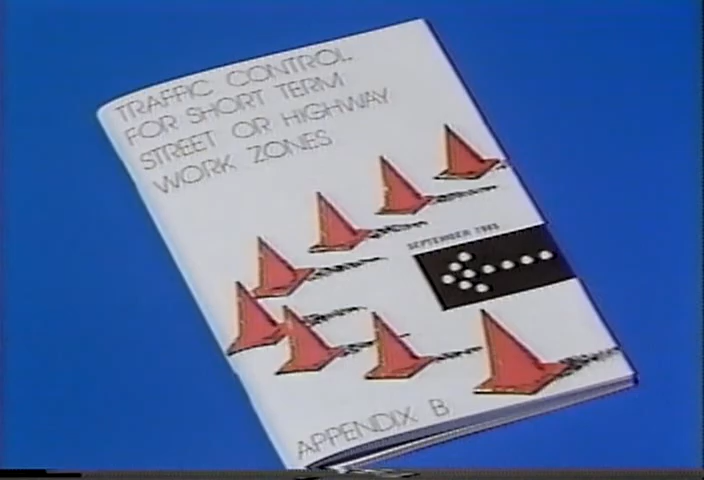 TRAFFIC CONTROL
FOR SHORT TERM
STREET OR HIGHWAY
WORK ZONES
SEPTEMBER
APPENDIX B